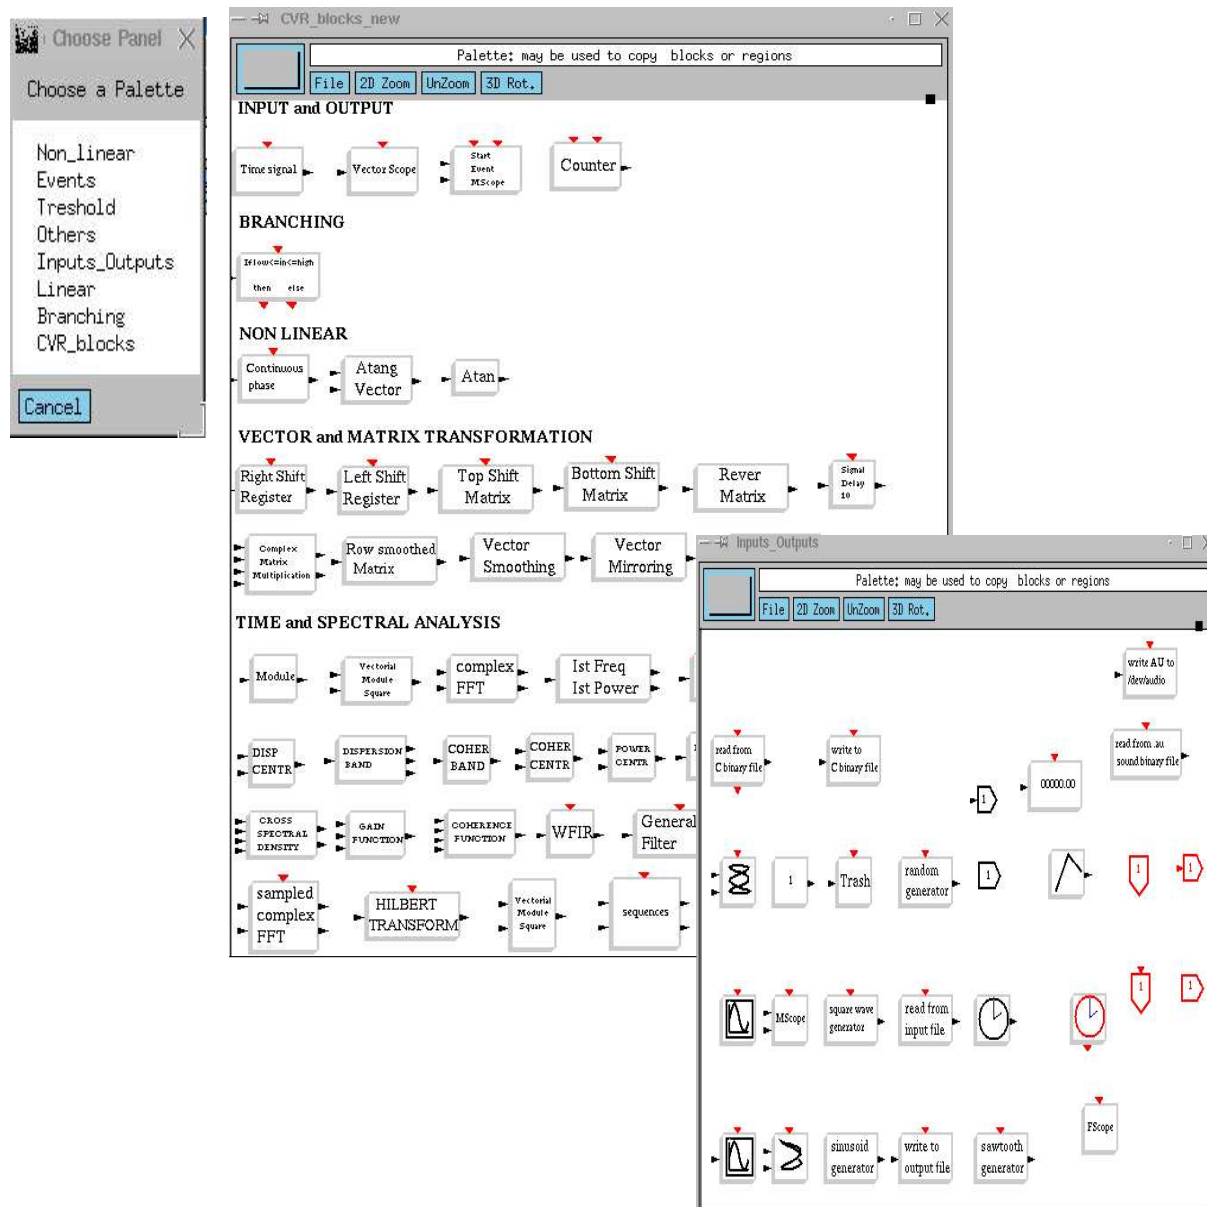 Choose Panel
Choose a Palette
Non_linear
Events
Treshold
Others
Inputs_Outputs
Linear
Branching
CVR_blocks
Cancel
CVR_blocks_new
Palette: may be used to copy blocks or regions
File 2D Zoom UnZoom 3D Rot.
INPUT and OUTPUT
Time signal
Vector Scope
Start
Event
MScope
Counter
BRANCHING
If low<=in<=high
then else
NON LINEAR
Continuous
phase
Atang
Vector
Atan
VECTOR and MATRIX TRANSFORMATION
Right Shift
Register
Left Shift
Register
Top Shift
Matrix
Bottom Shift
Matrix
Rever
Matrix
Signal
Delay
10
Complex
Matrix
Multiplication
Row smoothed
Matrix
Vector
Smoothing
Vector
Mirroring
TIME and SPECTRAL ANALYSIS
Module
Vectorial
Module
Square
complex
FFT
Ist Freq
Ist Power
DISP
CENTR
DISPERSION
BAND
COHER
BAND
COHER
CENTR
POWER
CENTR
CROSS
SPECTRAL
DENSITY
GAIN
FUNCTION
COHERENCE
FUNCTION
WFIR
General
Filter
sampled
complex
FFT
HILBERT
TRANSFORM
Vectorial
Module
Square
sequences
Inputs_Outputs
Palette: may be used to copy blocks or regions
File 2D Zoom UnZoom 3D Rot.
write AU to
/dev/audio
read from
C binary file
write to
C binary file
1
00000.00
read from .au
sound binary file
1
Trash
random
generator
1
1
1
MScope
square wave
generator
read from
input file
1
1
FScope
sinusoid
generator
write to
output file
sawtooth
generator